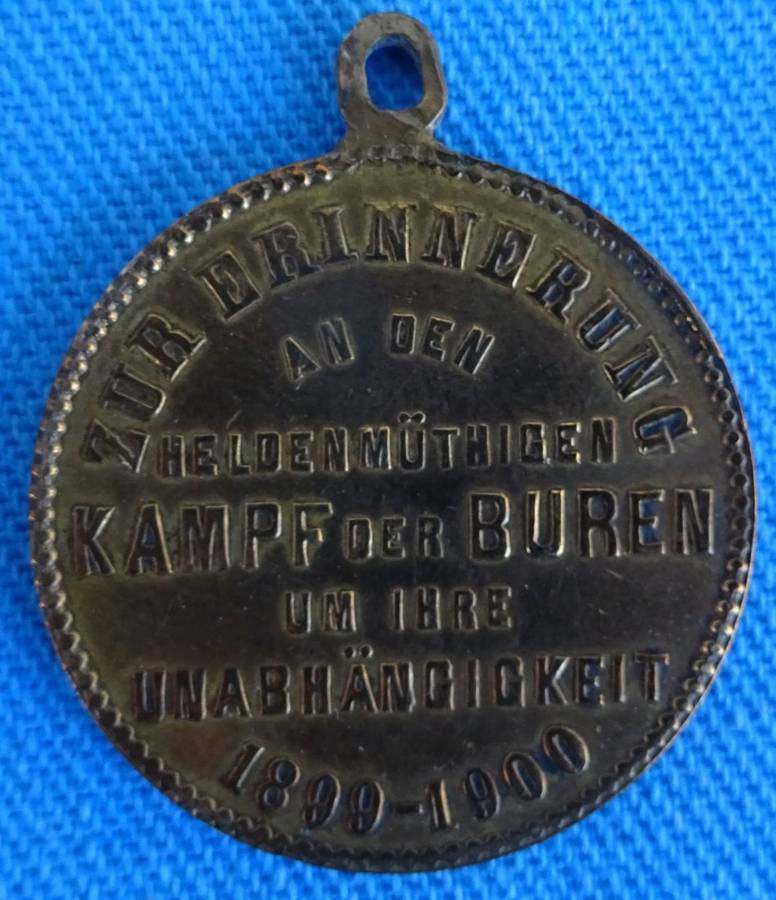 ZUR ERINNERUNG
AN DEN
HELDENMÜTHIGEN
KAMPF DER BUREN
UM IHRE
UNABHÄNGIGKEIT
1899-1900